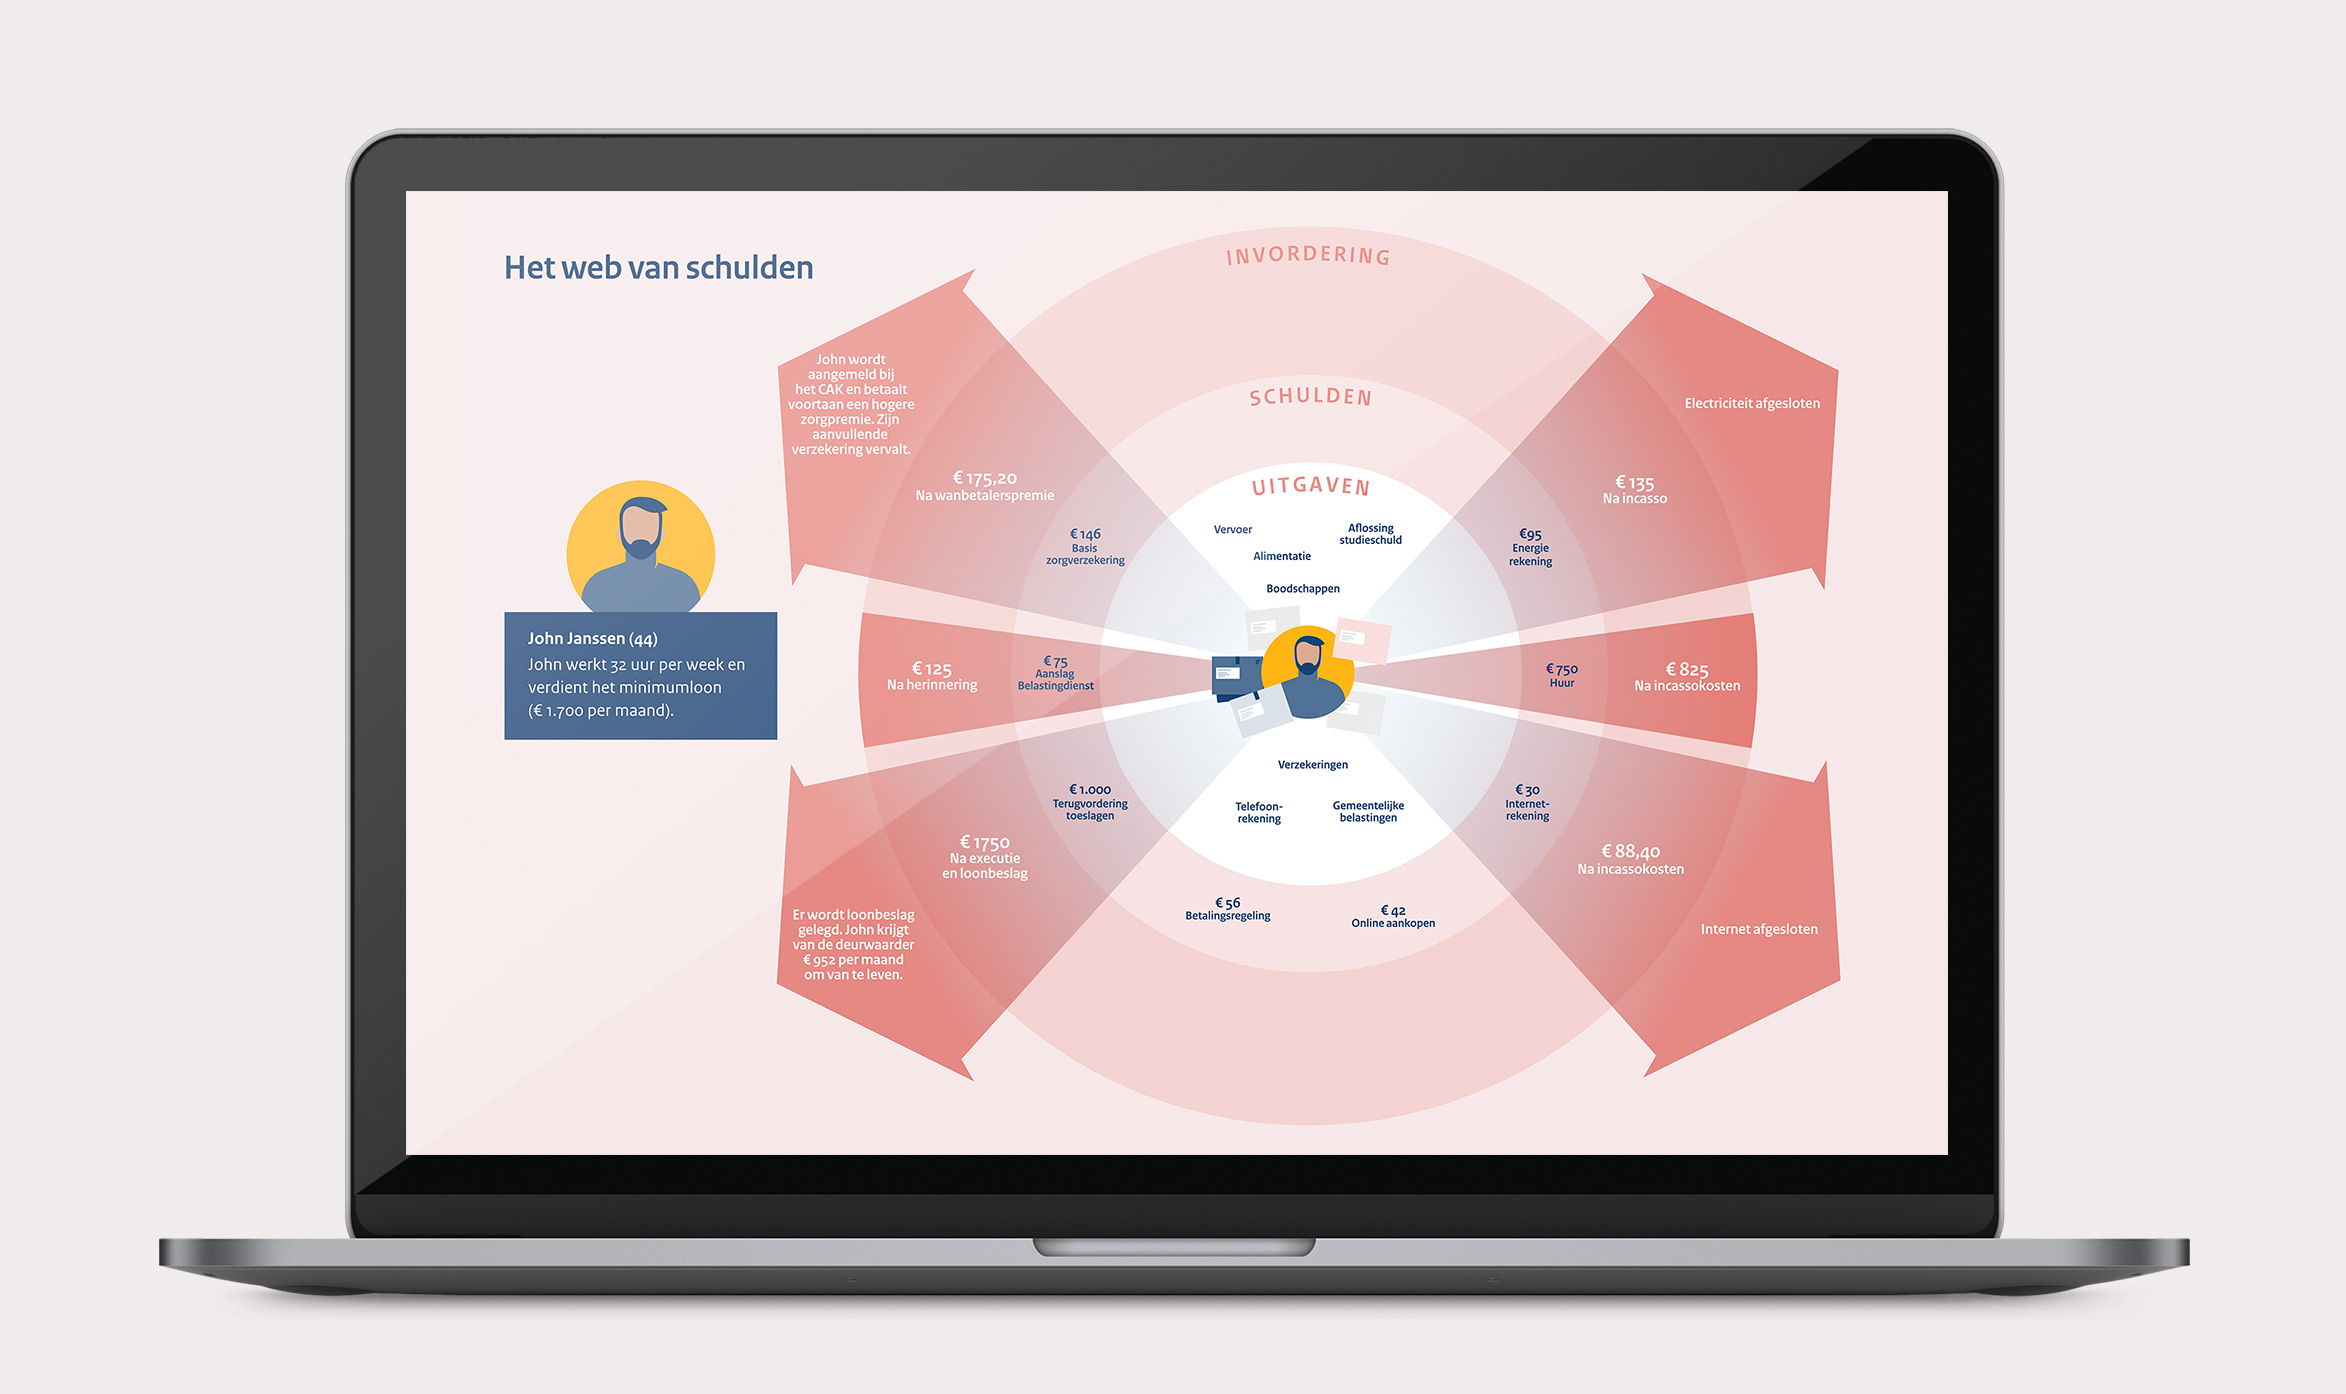 Het web van schulden
John Janssen (44)
John werkt 32 uur per week en
verdient het minimumloon
(€ 1.700 per maand).
INVORDERING
SCHULDEN
UITGAVEN
Vervoer
Aflossing
studieschuld
Alimentatie
Boodschappen
Verzekeringen
Telefoon-
rekening
Gemeentelijke
belastingen
John wordt
aangemeld bij
het CAK en betaalt
voortaan een hogere
zorgpremie. Zijn
aanvullende
verzekering vervalt.
€ 175,20
Na wanbetalerspremie
€ 146
Basis
zorgverzekering
€ 125
Na herinnering
€ 75
Aanslag
Belastingdienst
€ 1.000
Terugvordering
toeslagen
€ 1750
Na executie
en loonbeslag
Er wordt loonbeslag
gelegd. John krijgt
van de deurwaarder
€ 952 per maand
om van te leven.
€ 56
Betalingsregeling
€ 42
Online aankopen
€95
Energie
rekening
€ 135
Na incasso
Electriciteit afgesloten
€ 750
Huur
€ 825
Na incassokosten
€ 30
Internet-
rekening
€ 88,40
Na incassokosten
Internet afgesloten